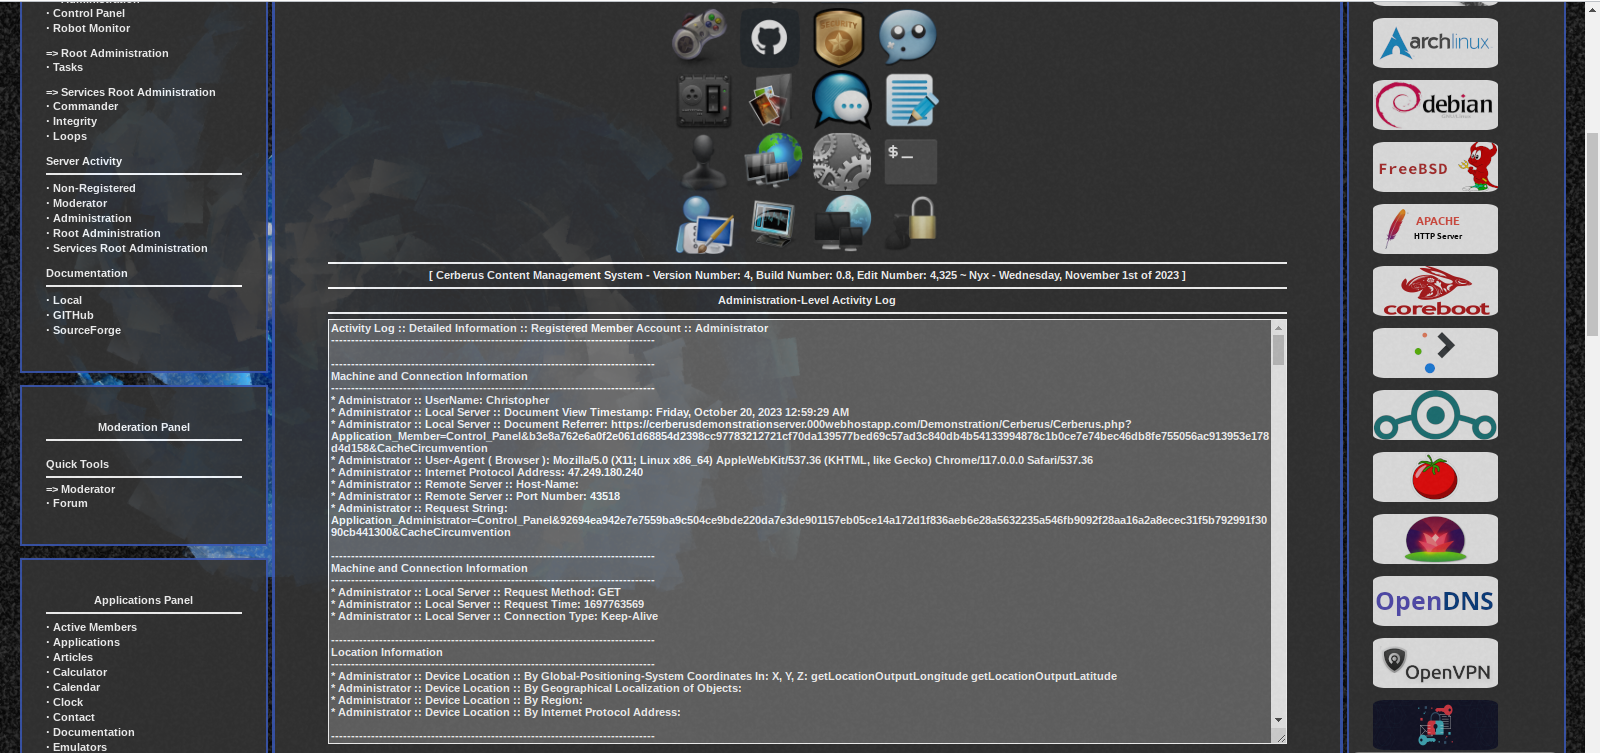 · Administration
· Control Panel
· Robot Monitor
=> Root Administration
· Tasks
=> Services Root Administration
· Commander
· Integrity
· Loops
Server Activity
· Non-Registered
· Moderator
· Administration
· Root Administration
· Services Root Administration
Documentation
· Local
· GITHub
· SourceForge
Moderation Panel
Quick Tools
=> Moderator
· Forum
Applications Panel
· Active Members
· Applications
· Articles
· Calculator
· Calendar
· Clock
· Contact
· Documentation
· Emulators
SECURITY
$_
[ Cerberus Content Management System - Version Number: 4, Build Number: 0.8, Edit Number: 4,325 ~ Nyx - Wednesday, November 1st of 2023 ]
Administration-Level Activity Log
Activity Log :: Detailed Information :: Registered Member Account :: Administrator
---------------------------------------------------------------------------------
---------------------------------------------------------------------------------
Machine and Connection Information
---------------------------------------------------------------------------------
* Administrator :: UserName: Christopher
* Administrator :: Local Server :: Document View Timestamp: Friday, October 20, 2023 12:59:29 AM
* Administrator :: Local Server :: Document Referrer: https://cerberusdemonstrationserver.000webhostapp.com/Demonstration/Cerberus/Cerberus.php?
Application_Member=Control_Panel&b3e8a762e6a0f2e061d68854d2398cc97783212721cf70da139577bed69c57ad3c840db4b54133994878c1b0ce7e74bec46db8fe755056ac913953e178
d4d158&CacheCircumvention
* Administrator :: User-Agent ( Browser ): Mozilla/5.0 (X11; Linux x86_64) AppleWebKit/537.36 (KHTML, like Gecko) Chrome/117.0.0.0 Safari/537.36
* Administrator :: Internet Protocol Address: 47.249.180.240
* Administrator :: Remote Server :: Host-Name:
* Administrator :: Remote Server :: Port Number: 43518
* Administrator :: Request String:
Application_Administrator=Control_Panel&92694ea942e7e7559ba9c504ce9bde220da7e3de901157eb05ce14a172d1f836aeb6e28a5632235a546fb9092f28aa16a2a8ecec31f5b792991f30
90cb441300&CacheCircumvention
---------------------------------------------------------------------------------
Machine and Connection Information
---------------------------------------------------------------------------------
* Administrator :: Local Server :: Request Method: GET
* Administrator :: Local Server :: Request Time: 1697763569
* Administrator :: Local Server :: Connection Type: Keep-Alive
---------------------------------------------------------------------------------
Location Information
---------------------------------------------------------------------------------
* Administrator :: Device Location :: By Global-Positioning-System Coordinates In: X, Y, Z: getLocationOutputLongitude getLocationOutputLatitude
* Administrator :: Device Location :: By Geographical Localization of Objects:
* Administrator :: Device Location :: By Region:
* Administrator :: Device Location :: By Internet Protocol Address:
---------------------------------------------------------------------------------
archlinux
debian
FreeBSD
APACHE
HTTP Server
coreboot
OpenDNS
OpenVPN